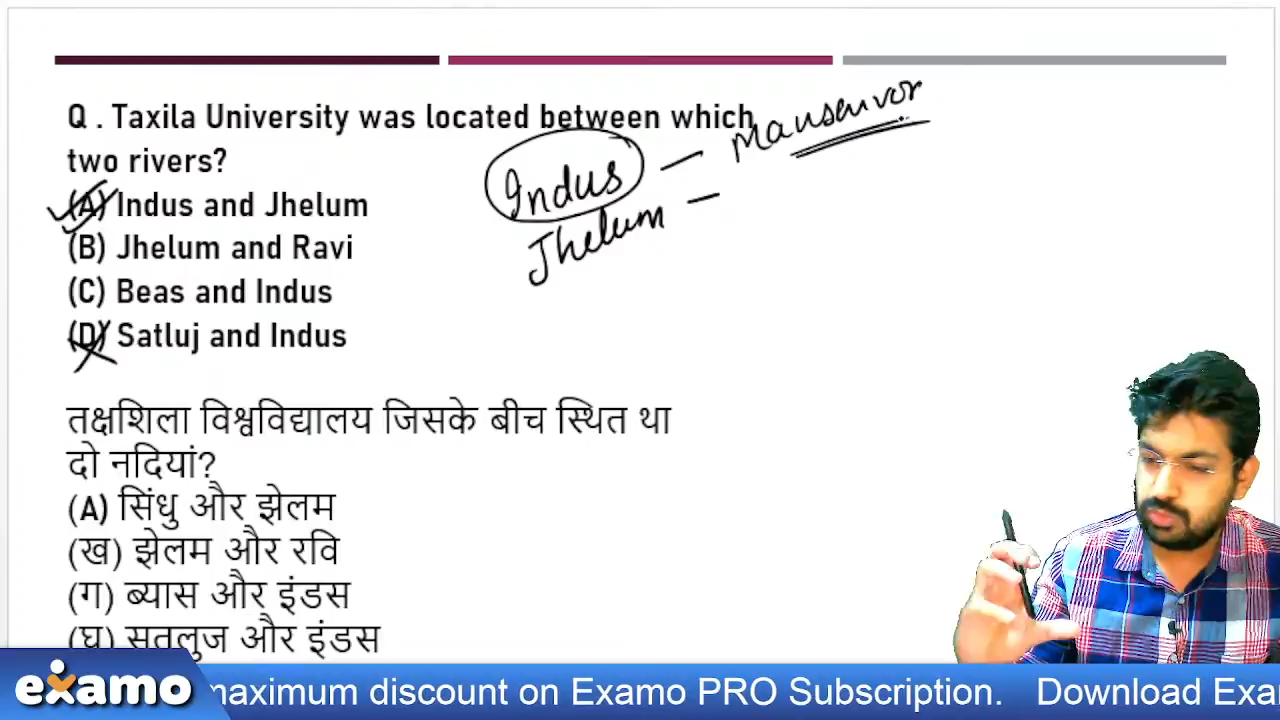 Q . Taxila University was located between which
two rivers?
(A) Indus and Jhelum
(B) Jhelum and Ravi
(C) Beas and Indus
(D) Satluj and Indus
Indus — Manserver
Jhelum —
तक्षशिला विश्वविद्यालय जिसके बीच स्थित था
दो नदियां?
(A) सिंधु और झेलम
(ख) झेलम और रवि
(ग) ब्यास और इंडस
(घ) सतलुज और इंडस
examo
maximum discount on Examo PRO Subscription. Download Exa